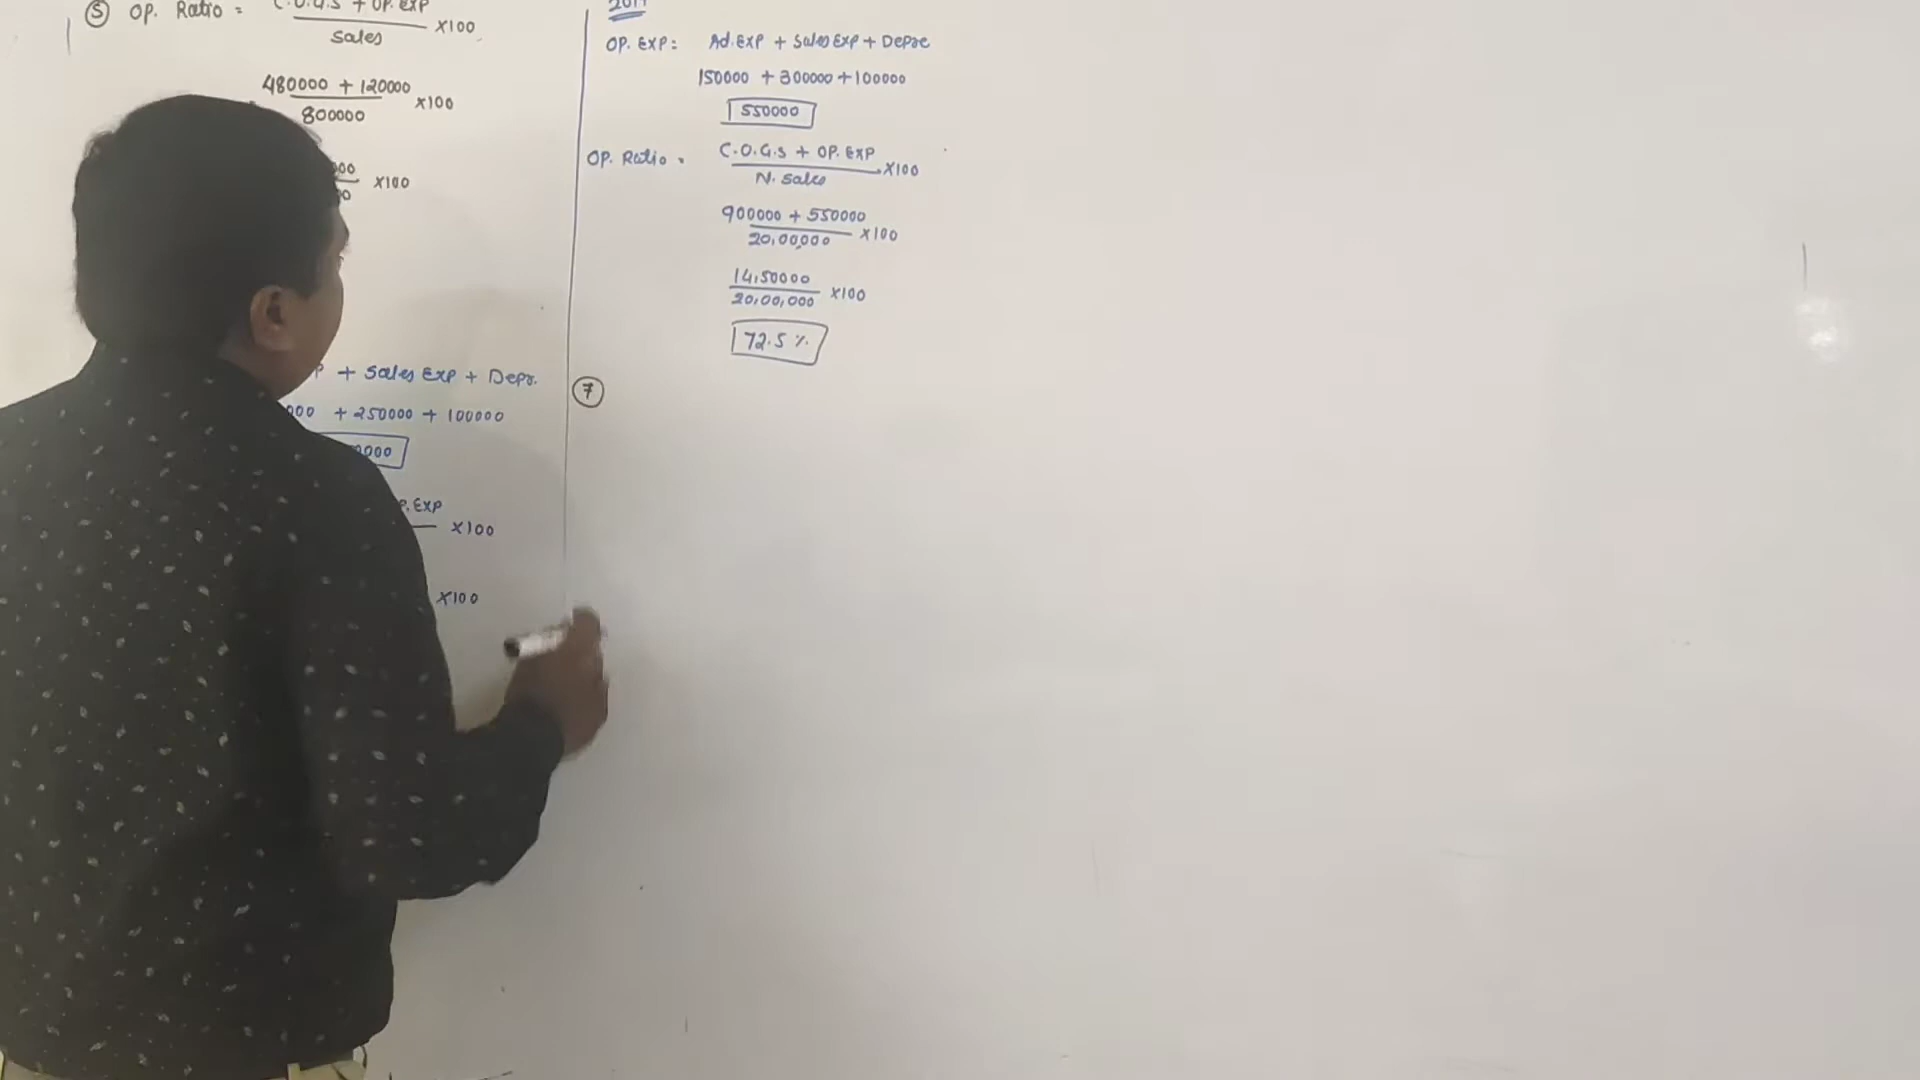 5 OP. Ratio = C.O.G.S + OP. EXP
Sales
×100
480000 + 120000
800000
×100
×100
+ Sales Exp + Depr.
+ 250000 + 100000
P. EXP
×100
×100
OP. EXP = Ad. EXP + Sales EXP + Depre
150000 + 300000 + 100000
550000
OP. Ratio = C.O.G.S + OP. EXP
N. Sales
×100
900000 + 550000
20,00,000
×100
14,50000
20,00,000
×100
72.5 %
7